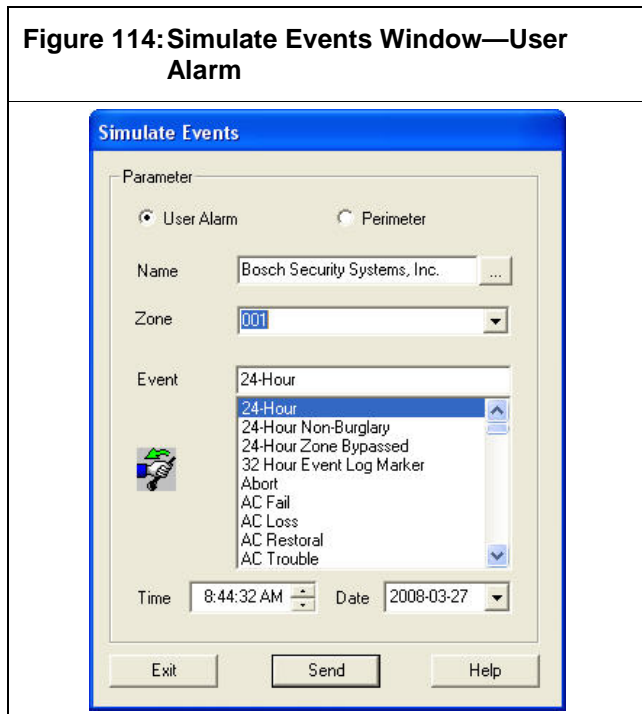 Figure 114: Simulate Events Window—User
Alarm
Simulate Events
Parameter
User Alarm Perimeter
Name Bosch Security Systems, Inc. ...
Zone 001
Event 24-Hour
24-Hour
24-Hour Non-Burglary
24-Hour Zone Bypassed
32 Hour Event Log Marker
Abort
AC Fail
AC Loss
AC Restoral
AC Trouble
Time 8:44:32 AM Date 2008-03-27
Exit Send Help